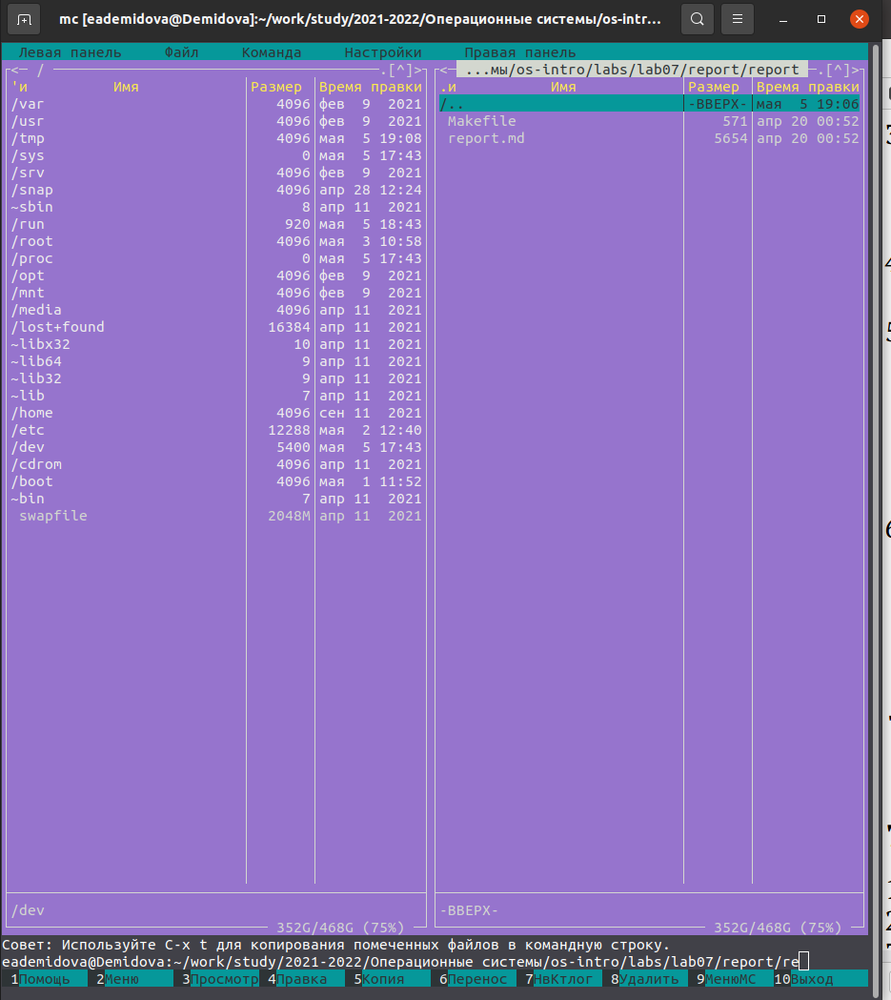 mc [eademidova@Demidova]:~/work/study/2021-2022/Операционные системы/os-intr...
Левая панель Файл Команда Настройки Правая панель
<─ / .[^]>
'и Имя Размер Время правки
/var 4096 фев 9 2021
/usr 4096 фев 9 2021
/tmp 4096 мая 5 19:08
/sys 0 мая 5 17:43
/srv 4096 фев 9 2021
/snap 4096 апр 28 12:24
~sbin 8 апр 11 2021
/run 920 мая 5 18:43
/root 4096 мая 3 10:58
/proc 0 мая 5 17:43
/opt 4096 фев 9 2021
/mnt 4096 фев 9 2021
/media 4096 апр 11 2021
/lost+found 16384 апр 11 2021
~libx32 10 апр 11 2021
~lib64 9 апр 11 2021
~lib32 9 апр 11 2021
~lib 7 апр 11 2021
/home 4096 сен 11 2021
/etc 12288 мая 2 12:40
/dev 5400 мая 5 17:43
/cdrom 4096 апр 11 2021
/boot 4096 мая 1 11:52
~bin 7 апр 11 2021
swapfile 2048M апр 11 2021
/dev
352G/468G (75%)
<─ ...мы/os-intro/labs/lab07/report/report .[^]>
.и Имя Размер Время правки
/.. -ВВЕРХ- мая 5 19:06
Makefile 571 апр 20 00:52
report.md 5654 апр 20 00:52
-ВВЕРХ-
352G/468G (75%)
Совет: Используйте C-x t для копирования помеченных файлов в командную строку.
eademidova@Demidova:~/work/study/2021-2022/Операционные системы/os-intro/labs/lab07/report/re
1Помощь 2Меню 3Просмотр 4Правка 5Копия 6Перенос 7НвКтлог 8Удалить 9МенюМС 10Выход